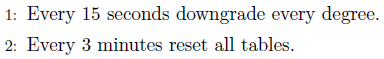 1: Every 15 seconds downgrade every degree.
2: Every 3 minutes reset all tables.